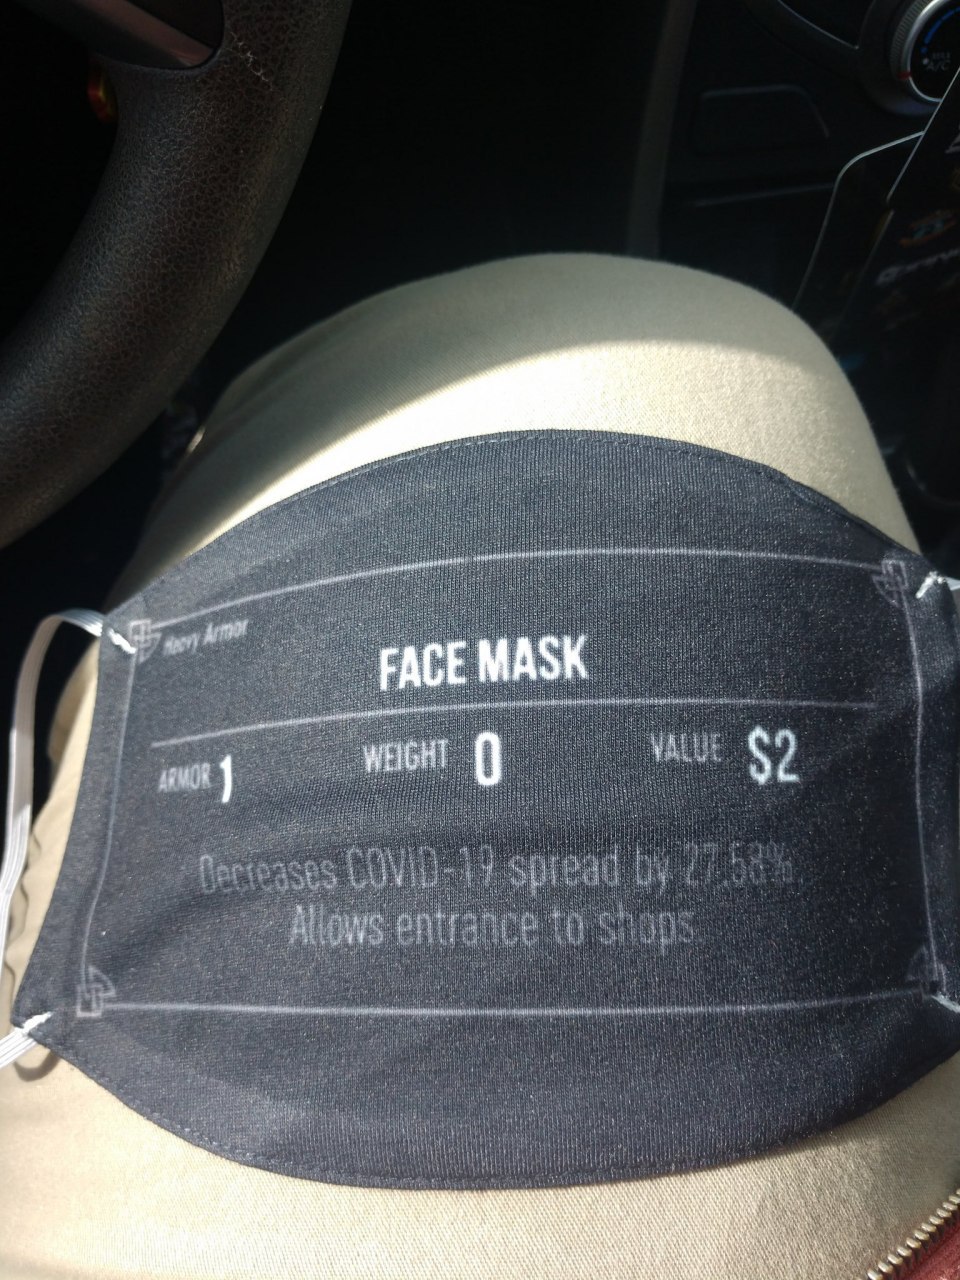 Heavy Armor
FACE MASK
ARMOR 1 WEIGHT 0 VALUE $2
Decreases COVID-19 spread by 27,58%.
Allows entrance to shops.